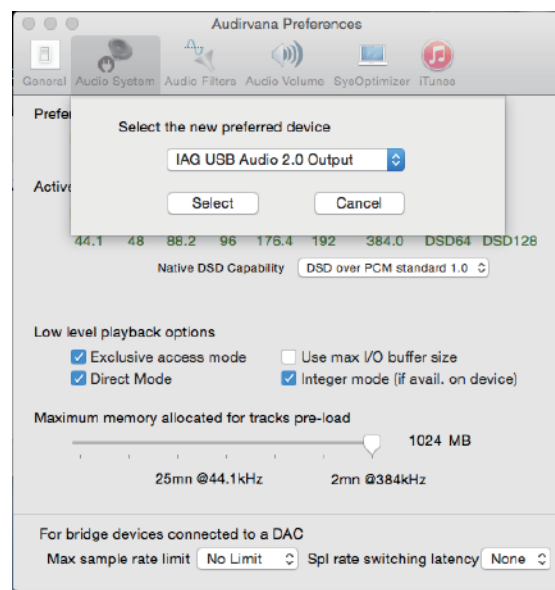 Audirvana Preferences
General Audio System Audio Filters Audio Volume SysOptimizer iTunes
Prefe
Select the new preferred device
IAG USB Audio 2.0 Output
Active
Select Cancel
44.1 48 88.2 96 176.4 192 384.0 DSD64 DSD128
Native DSD Capability DSD over PCM standard 1.0
Low level playback options
Exclusive access mode Use max I/O buffer size
Direct Mode Integer mode (if avail. on device)
Maximum memory allocated for tracks pre-load
1024 MB
25mn @44.1kHz 2mn @384kHz
For bridge devices connected to a DAC
Max sample rate limit No Limit Spl rate switching latency None